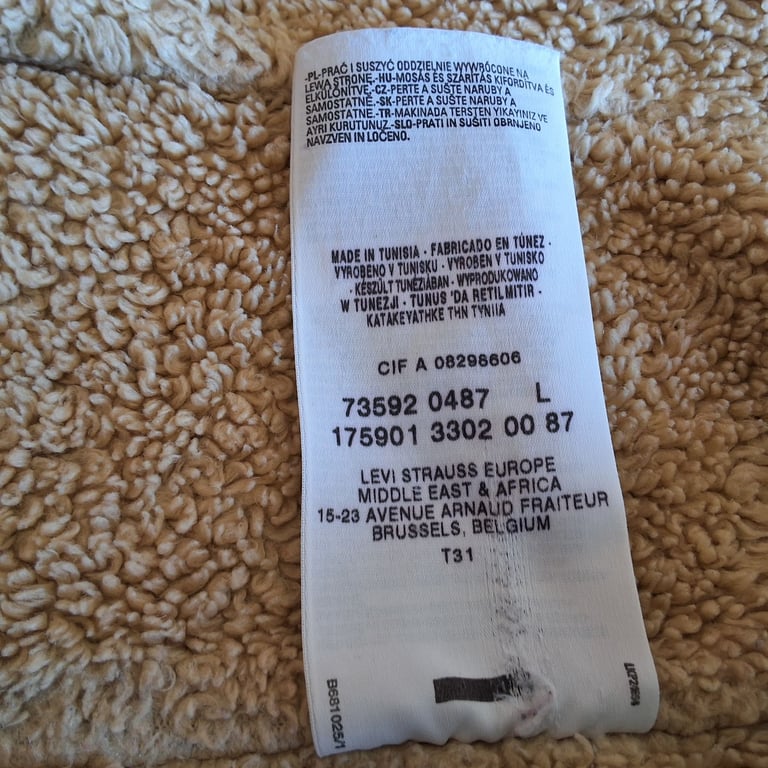 -PL-PRAĆ I SUSZYĆ ODDZIELNIE WYWRÓCONE NA
LEWĄ STRONĘ.-HU-MOSÁS ÉS SZÁRÍTÁS KIFORDÍTVA ÉS
ELKÜLÖNÍTVE.-CZ-PERTE A SUŠTE NARUBY A
SAMOSTATNĚ.-SK-PERTE A SUŠTE NARUBY A
SAMOSTATNE.-TR-MAKINADA TERSTEN YIKAYINIZ VE
AYRI KURUTUNUZ.-SLO-PRATI IN SUŠITI OBRNJENO
NAVZVEN IN LOČENO.
MADE IN TUNISIA · FABRICADO EN TÚNEZ ·
VYROBENO V TUNISKU · VYROBEN V TUNISKO
· KÉSZÜLT TUNÉZIÁBAN · WYPRODUKOWANO
W TUNEZJI · TUNUS 'DA RETILMITIR ·
KATAKEYATHKE THN TYNIIA
CIF A 08298606
73592 0487 L
175901 3302 00 87
LEVI STRAUSS EUROPE
MIDDLE EAST & AFRICA
15-23 AVENUE ARNAUD FRAITEUR
BRUSSELS, BELGIUM
T31
B681025/1